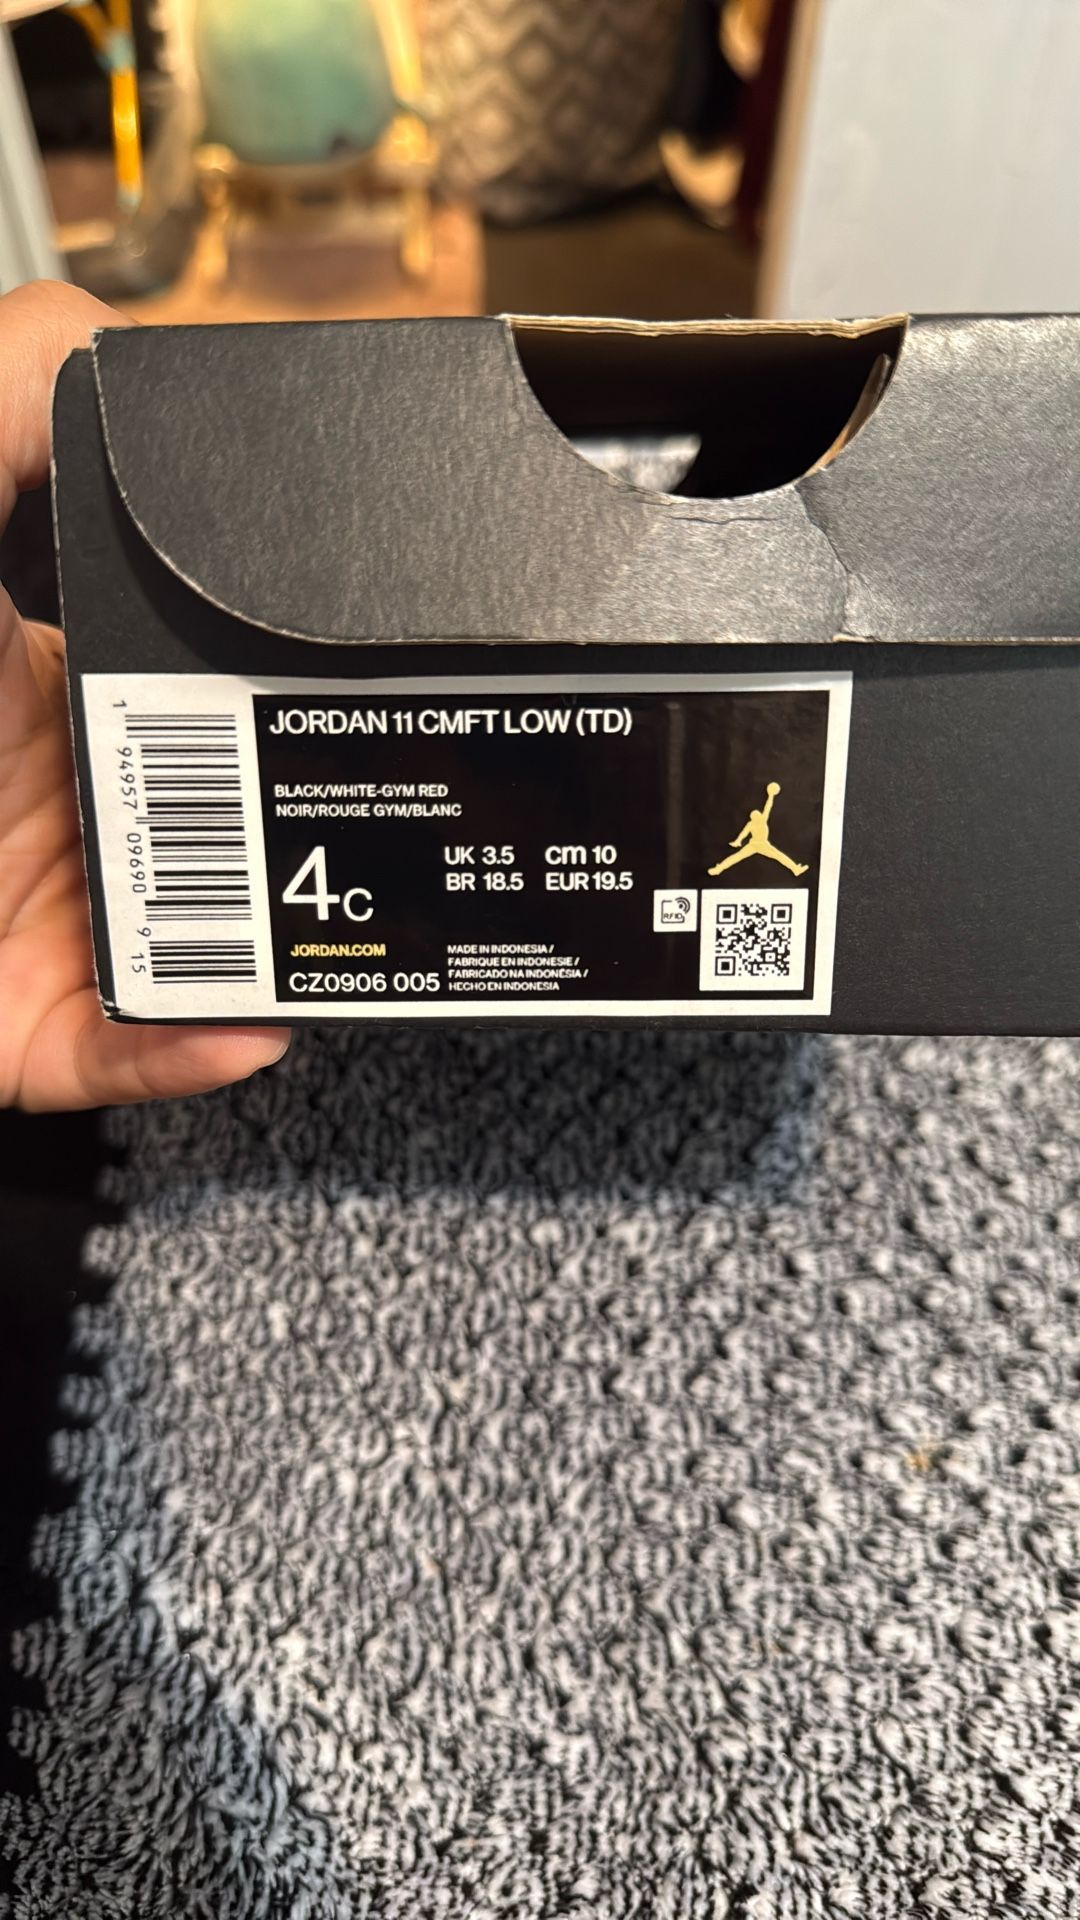 JORDAN 11 CMFT LOW (TD)
BLACK/WHITE-GYM RED
NOIR/ROUGE GYM/BLANC
4C
UK 3.5 cm 10
BR 18.5 EUR 19.5
RFID
JORDAN.COM
CZ0906 005
MADE IN INDONESIA /
FABRIQUE EN INDONESIE /
FABRICADO NA INDONÉSIA /
HECHO EN INDONESIA
1 94957 09690 9 15